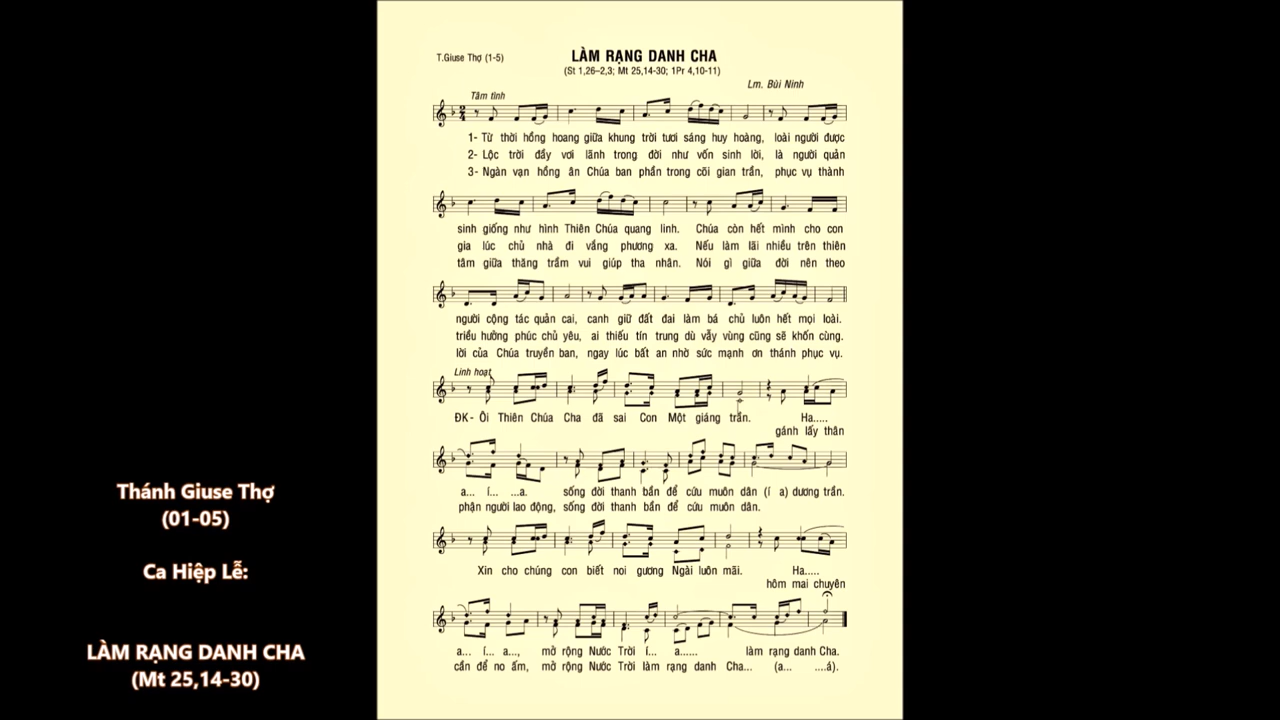 T.Giuse Thợ (1-5)
LÀM RẠNG DANH CHA
(St 1,26–2,3; Mt 25,14-30; 1Pr 4,10-11)
Lm. Bùi Ninh
Tâm tình
1- Từ thời hồng hoang giữa khung trời tươi sáng huy hoàng, loài người được
2- Lộc trời đầy vơi lãnh trong đời như vốn sinh lời, là người quản
3- Ngàn vạn hồng ân Chúa ban phần trong cõi gian trần, phục vụ thành
sinh giống như hình Thiên Chúa quang linh. Chúa còn hết mình cho con
gia lúc chủ nhà đi vắng phương xa. Nếu làm lãi nhiều trên thiên
tâm giữa thăng trầm vui giúp tha nhân. Nói gì giữa đời nên theo
người cộng tác quản cai, canh giữ đất đai làm bá chủ luôn hết mọi loài.
triều hưởng phúc chủ yêu, ai thiếu tín trung dù vẫy vùng cũng sẽ khốn cùng.
lời của Chúa truyền ban, ngay lúc bất an nhờ sức mạnh ơn thánh phục vụ.
Linh hoạt
ĐK- Ôi Thiên Chúa Cha đã sai Con Một giáng trần. Ha.....
gánh lấy thân
a... í... ...a. sống đời thanh bần để cứu muôn dân (í a) dương trần.
phận người lao động, sống đời thanh bần để cứu muôn dân.
Xin cho chúng con biết noi gương Ngài luôn mãi. Ha.....
hôm mai chuyên
a... í... a..., mở rộng Nước Trời í... a...... làm rạng danh Cha.
cần để no ấm, mở rộng Nước Trời làm rạng danh Cha... (a... ....á).
Thánh Giuse Thợ
(01-05)
Ca Hiệp Lễ:
LÀM RẠNG DANH CHA
(Mt 25,14-30)